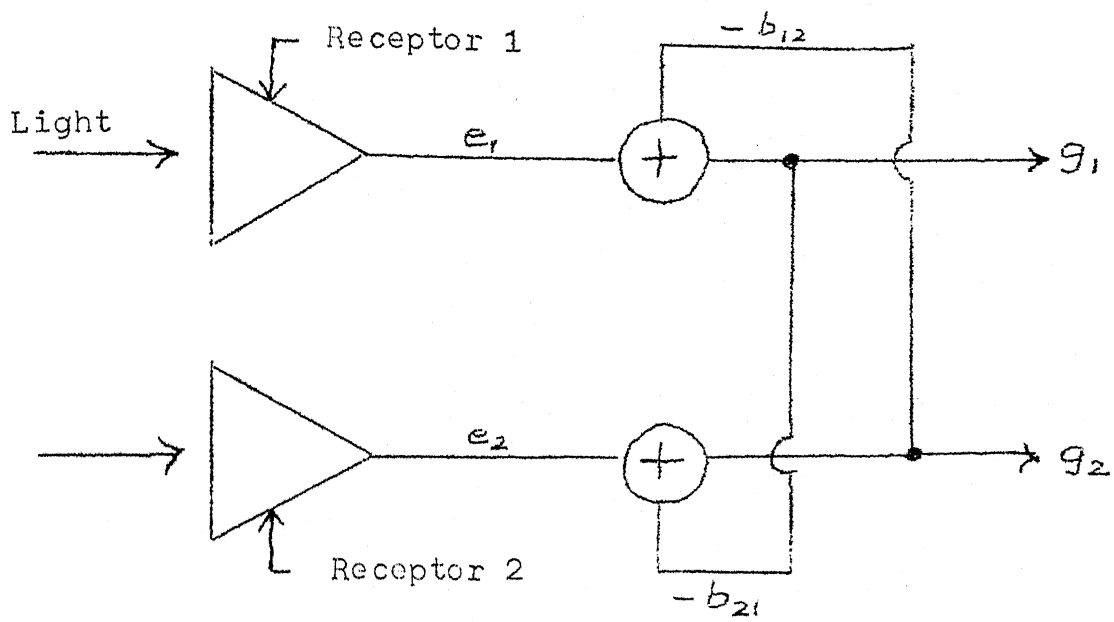 - b₁₂
Receptor 1
Light
e₁
+
g₁
e₂
+
g₂
Receptor 2
- b₂₁